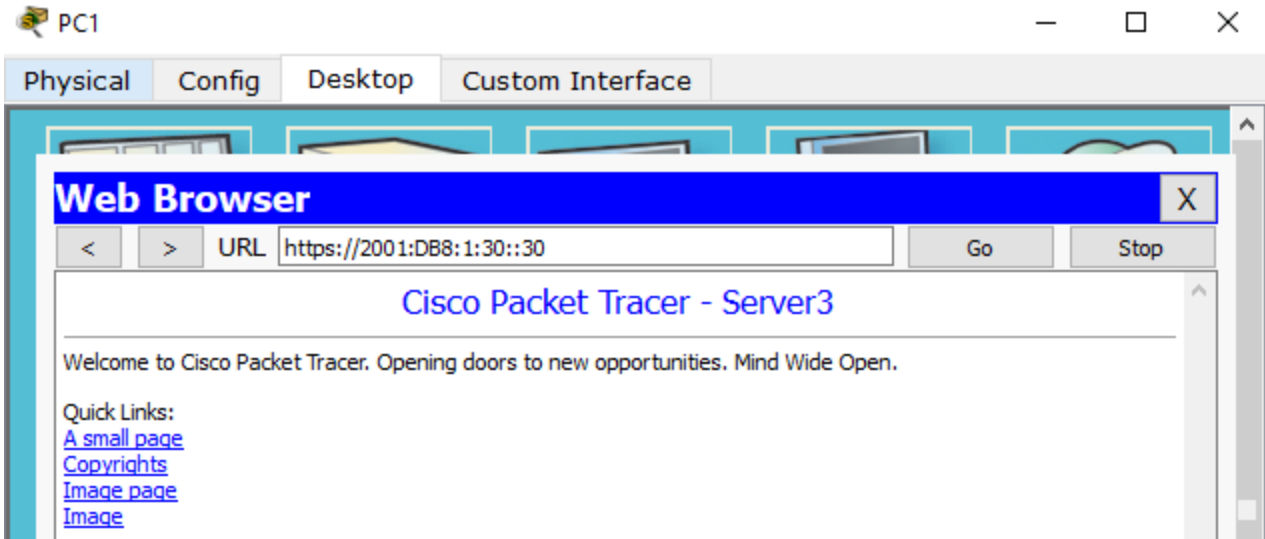 PC1
Physical Config Desktop Custom Interface
Web Browser X
< > URL https://2001:DB8:1:30::30 Go Stop
Cisco Packet Tracer - Server3
Welcome to Cisco Packet Tracer. Opening doors to new opportunities. Mind Wide Open.
Quick Links:
A small page
Copyrights
Image page
Image